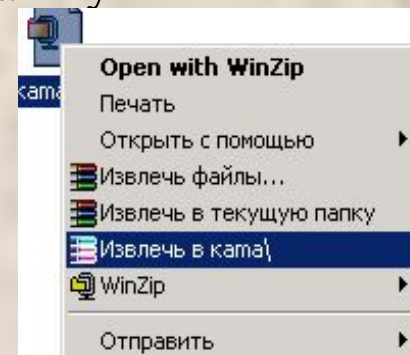 kama
Open with WinZip
Печать
Открыть с помощью
Извлечь файлы...
Извлечь в текущую папку
Извлечь в kama\
WinZip
Отправить